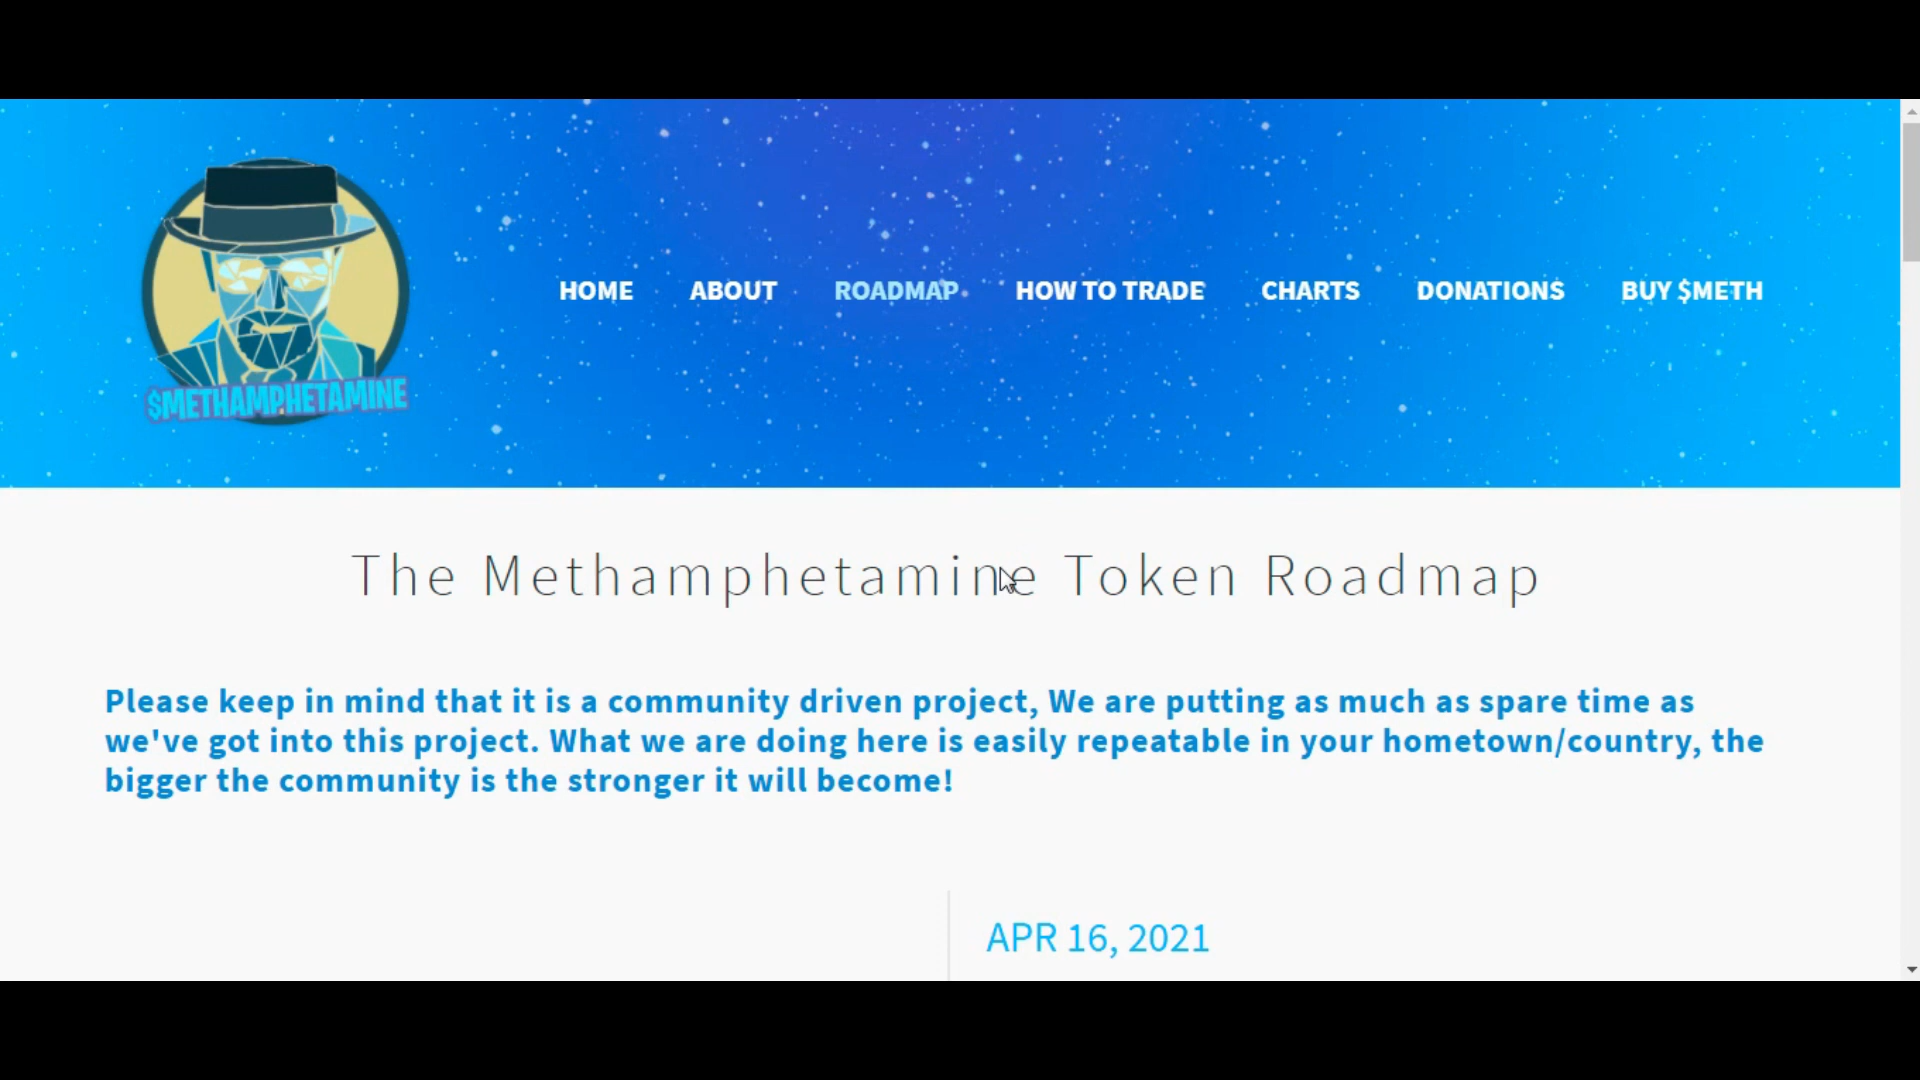 $METHAMPHETAMINE
HOME ABOUT ROADMAP HOW TO TRADE CHARTS DONATIONS BUY $METH
The Methamphetamine Token Roadmap
Please keep in mind that it is a community driven project, We are putting as much as spare time as
we've got into this project. What we are doing here is easily repeatable in your hometown/country, the
bigger the community is the stronger it will become!
APR 16, 2021